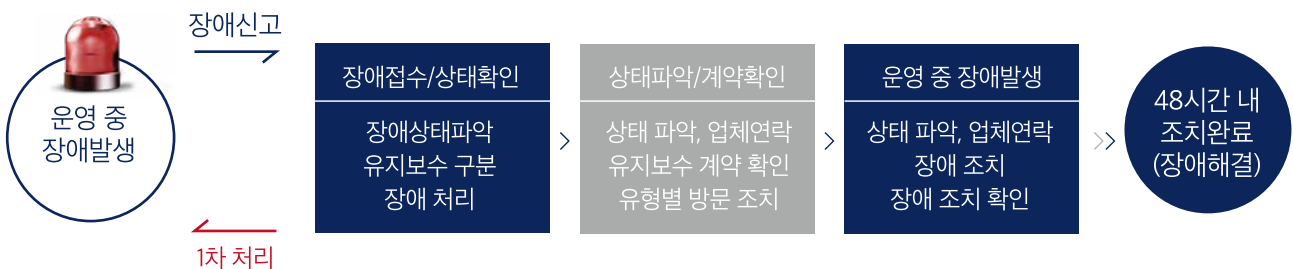 운영 중
장애발생
장애신고
1차 처리
장애접수/상태확인
장애상태파악
유지보수 구분
장애 처리
상태파악/계약확인
상태 파악, 업체연락
유지보수 계약 확인
유형별 방문 조치
운영 중 장애발생
상태 파악, 업체연락
장애 조치
장애 조치 확인
48시간 내
조치완료
(장애해결)